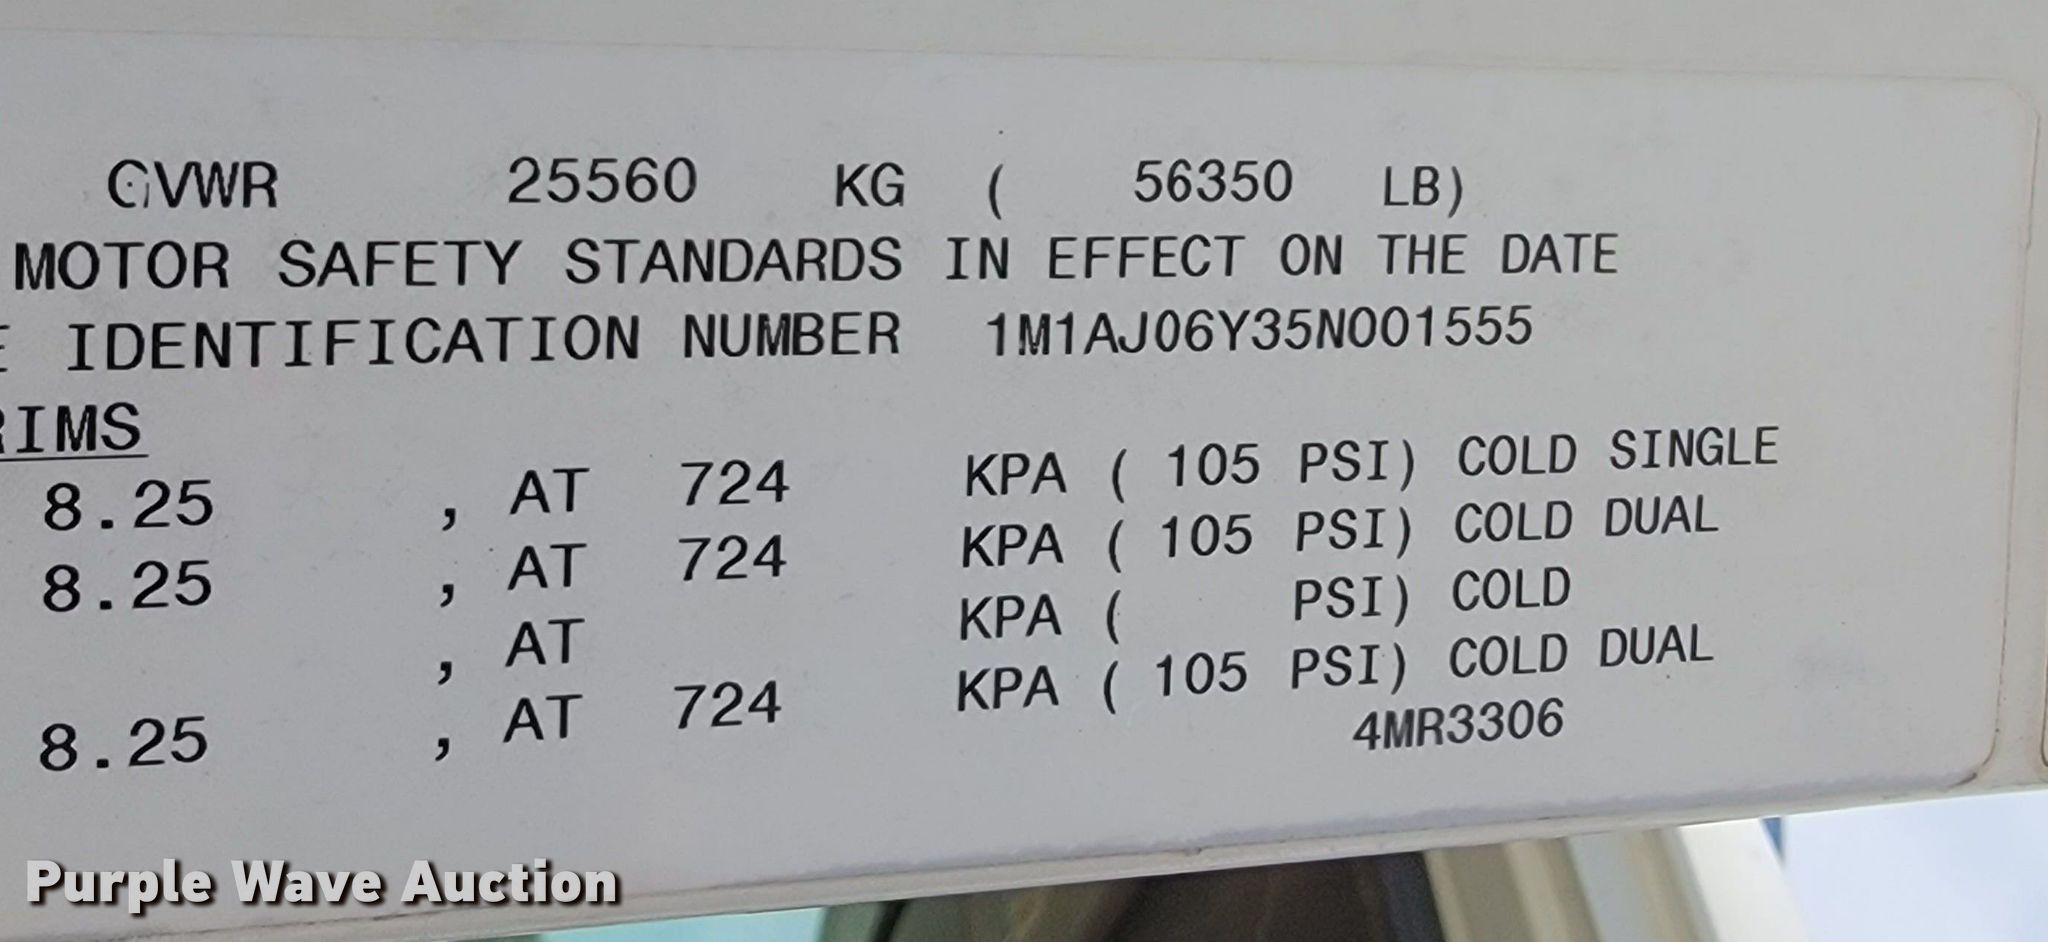 GVWR 25560 KG ( 56350 LB)
MOTOR SAFETY STANDARDS IN EFFECT ON THE DATE
E IDENTIFICATION NUMBER 1M1AJ06Y35N001555
RIMS
8.25 , AT 724 KPA ( 105 PSI) COLD SINGLE
8.25 , AT 724 KPA ( 105 PSI) COLD DUAL
, AT KPA ( PSI) COLD
8.25 , AT 724 KPA ( 105 PSI) COLD DUAL
4MR3306
Purple Wave Auction